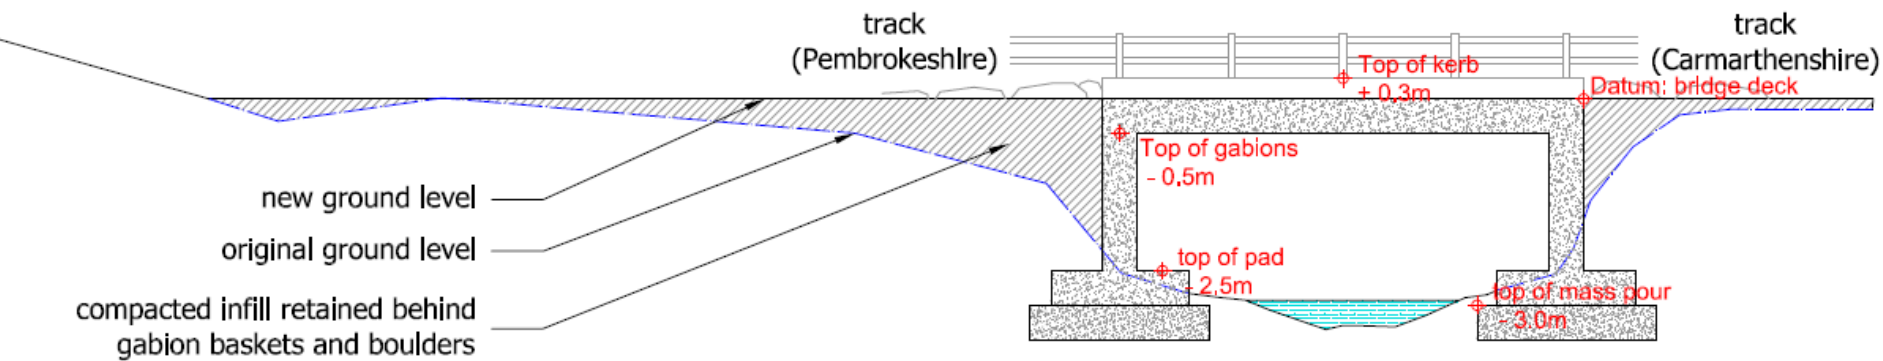 track
(Pembrokeshire)
track
(Carmarthenshire)
Top of kerb
+ 0.3m
Datum: bridge deck
Top of gabions
- 0.5m
new ground level
original ground level
top of pad
- 2.5m
compacted infill retained behind
gabion baskets and boulders
top of mass pour
- 3.0m